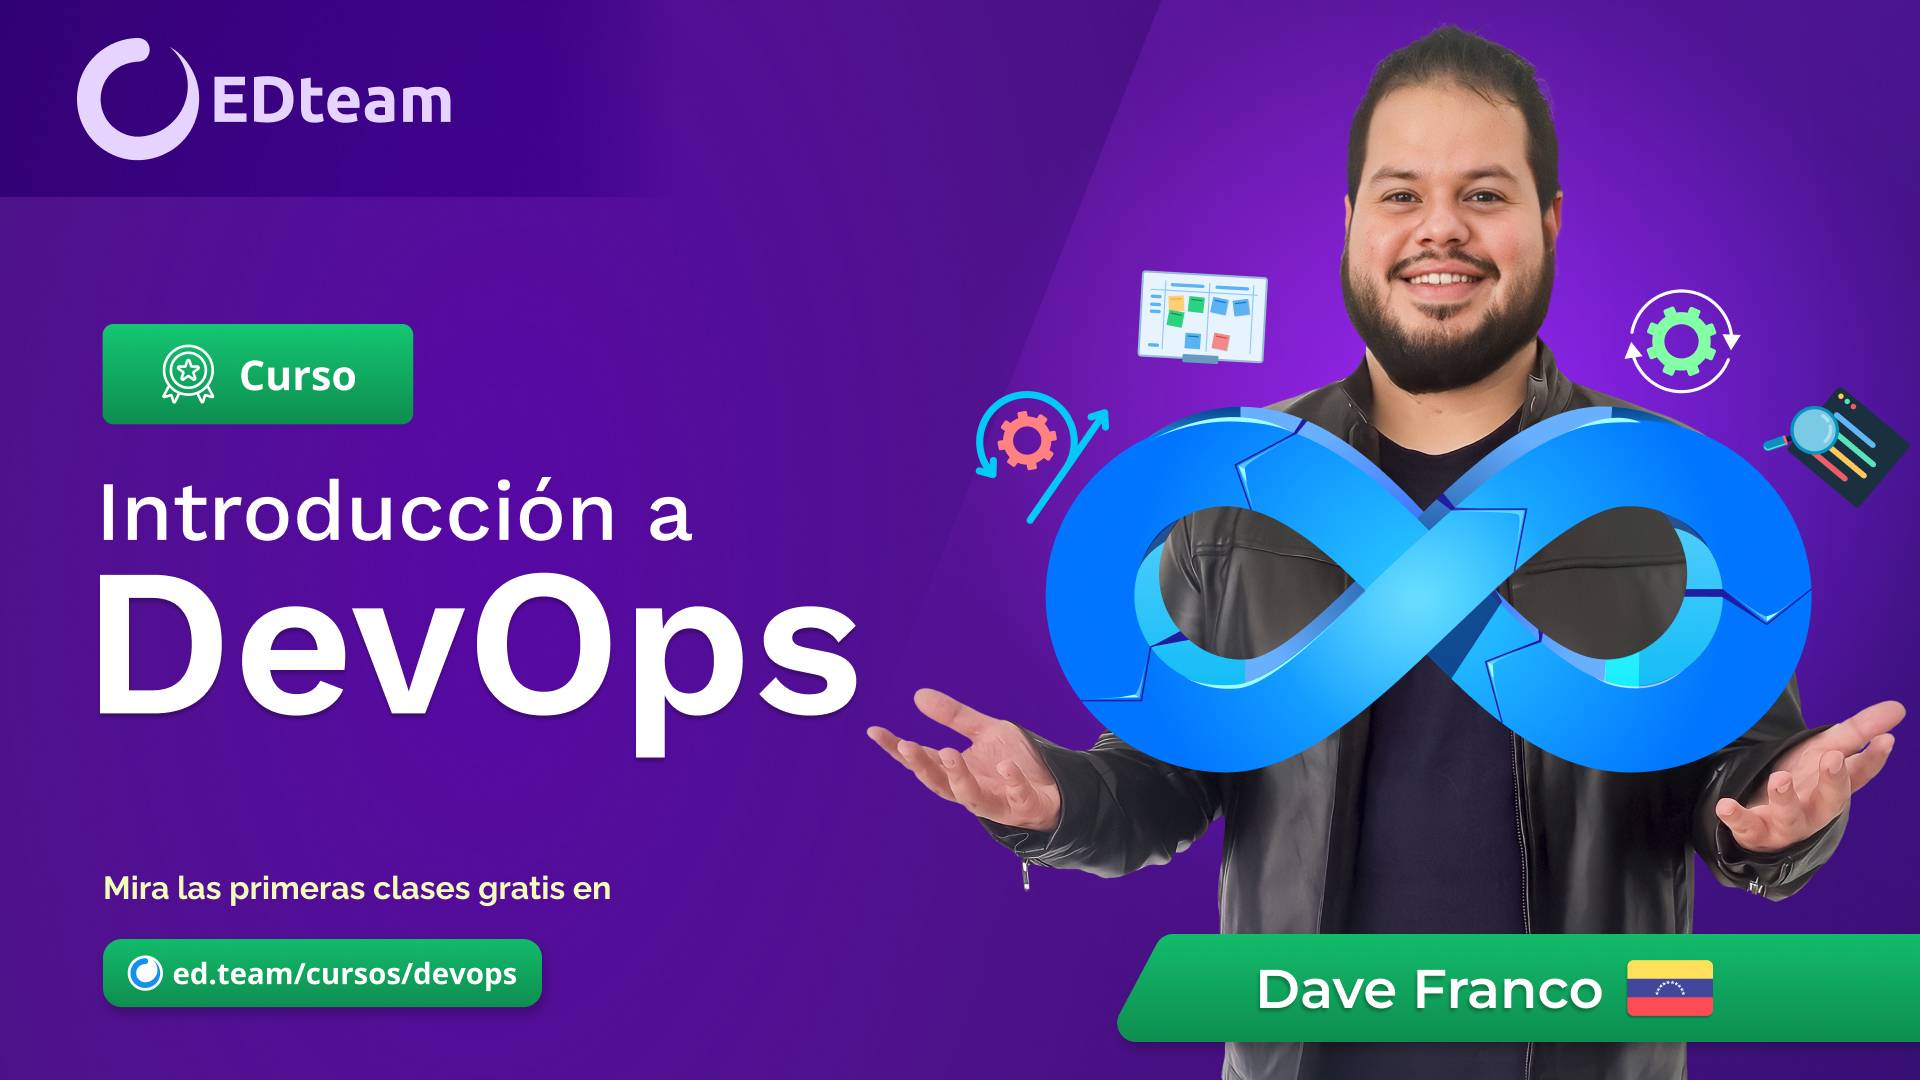 EDteam
Curso
Introducción a
DevOps
Mira las primeras clases gratis en
ed.team/cursos/devops
Dave Franco